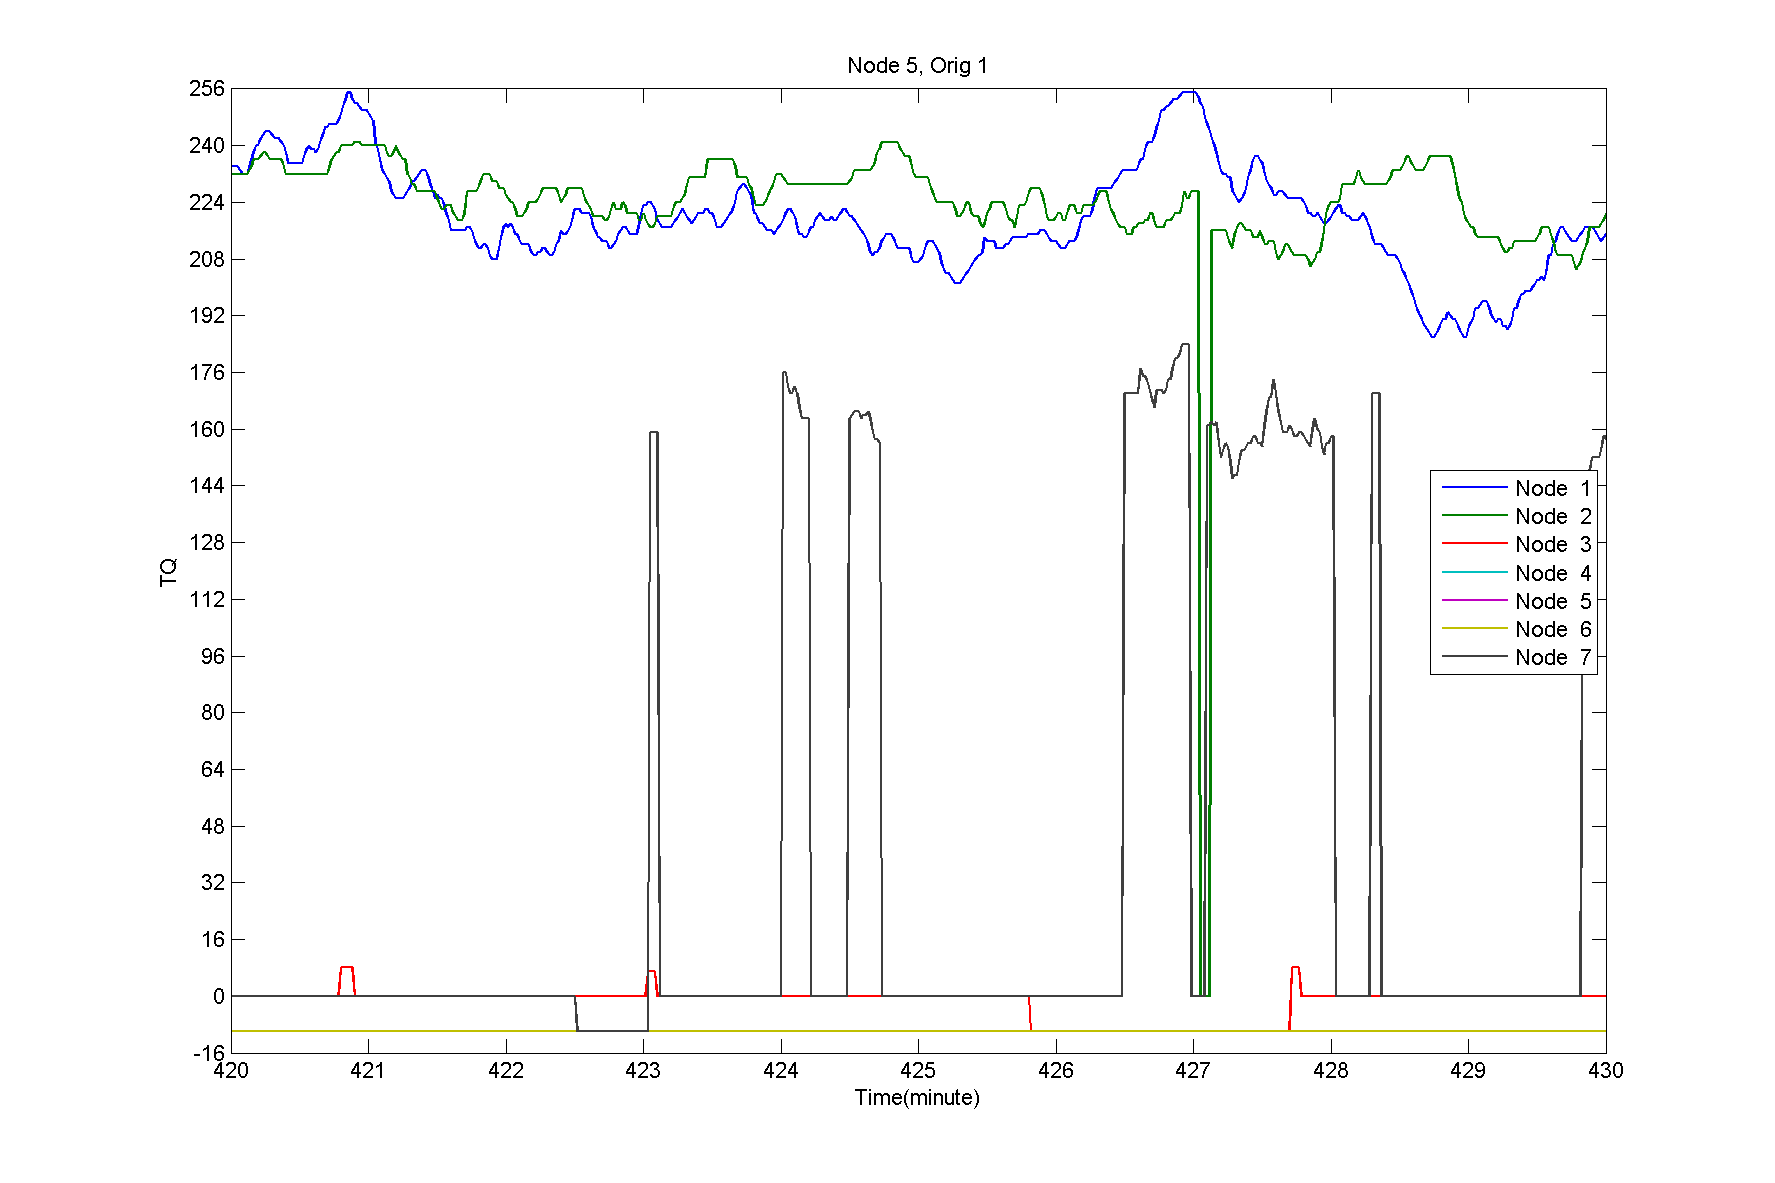 Node 5, Orig 1
256
240
224
208
192
176
160
144
128
112
96
80
64
48
32
16
0
-16
TQ
Node 1
Node 2
Node 3
Node 4
Node 5
Node 6
Node 7
420 421 422 423 424 425 426 427 428 429 430
Time(minute)